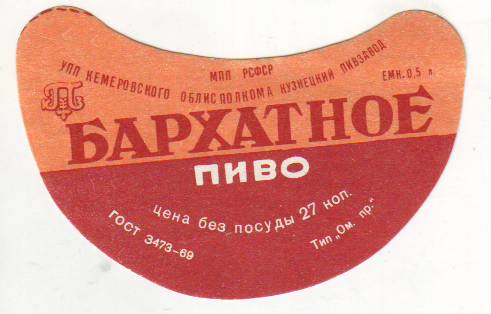 МПП РСФСР
УПП КЕМЕРОВСКОГО ОБЛИСПОЛКОМА КУЗНЕЦКИЙ ПИВЗАВОД
ЕМК. 0,5 л.
БАРХАТНОЕ
ПИВО
цена без посуды 27 коп.
ГОСТ 3473-69
Тип „Ом. пр."